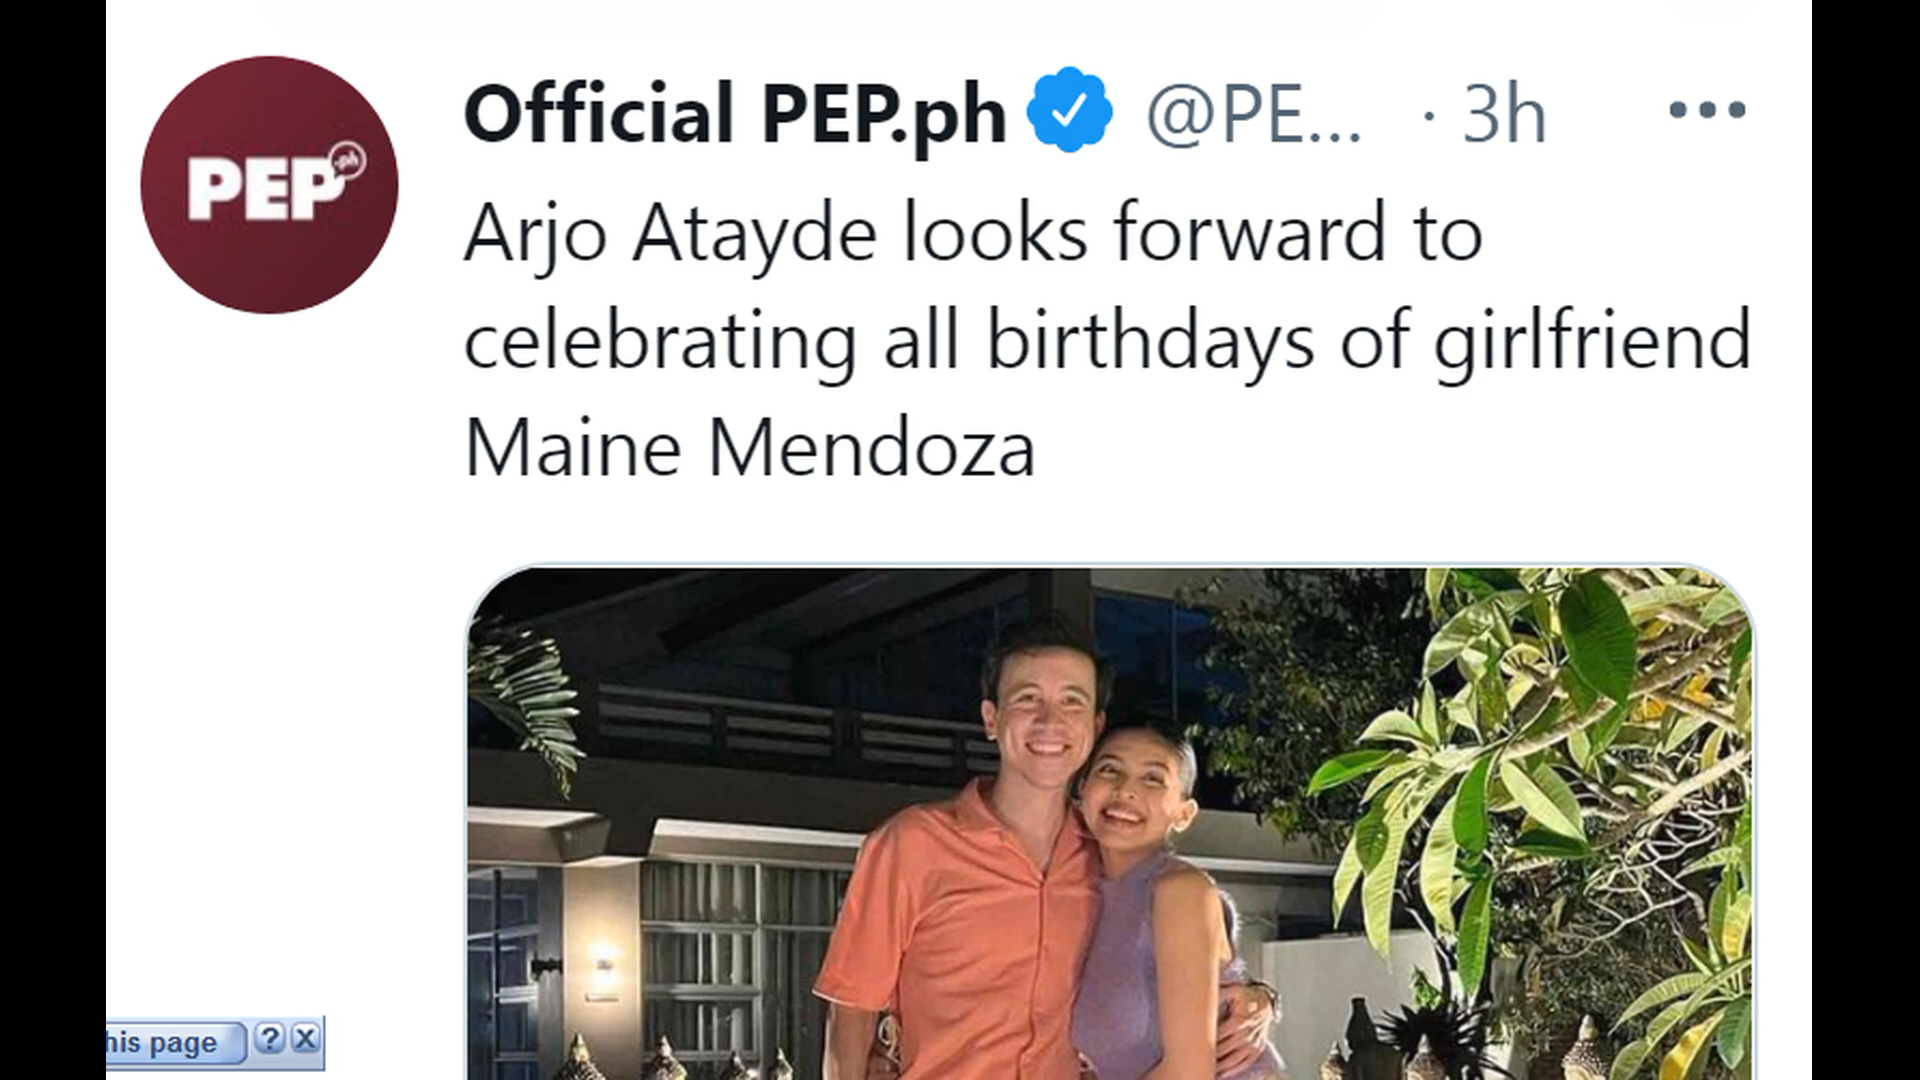 PEP.ph
Official PEP.ph @PE... · 3h
Arjo Atayde looks forward to
celebrating all birthdays of girlfriend
Maine Mendoza
his page ? X